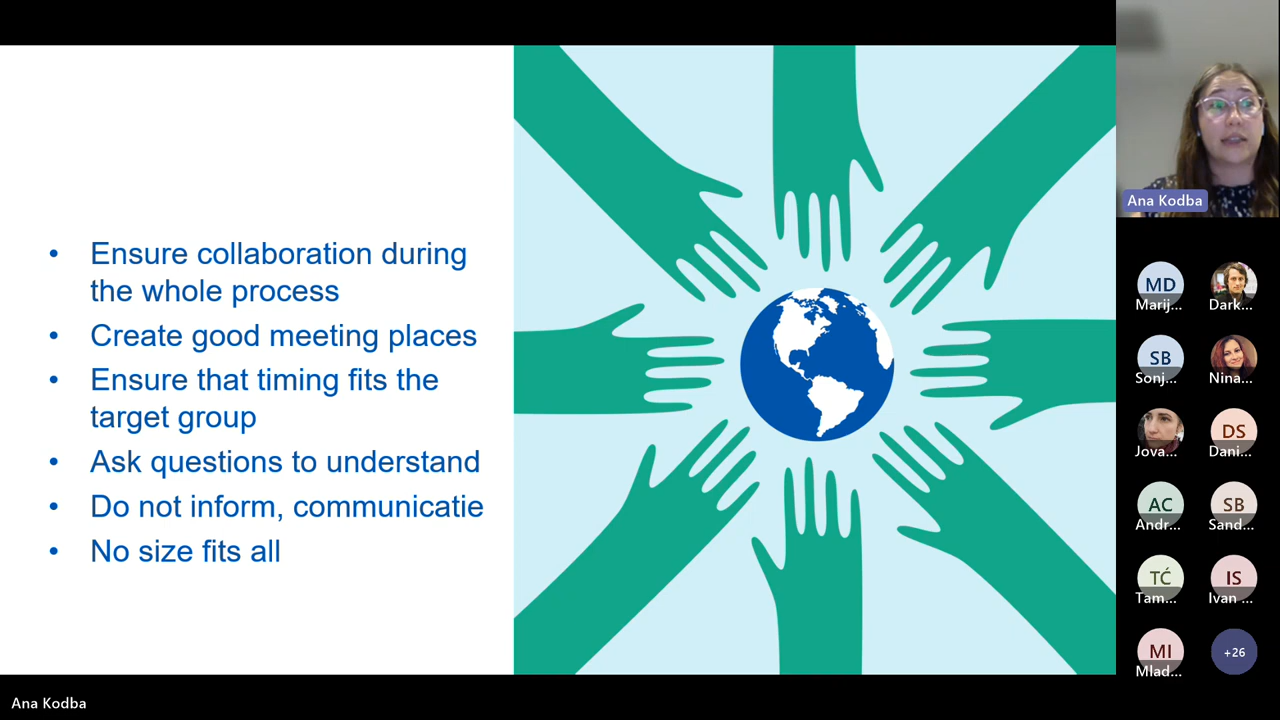 • Ensure collaboration during
the whole process
• Create good meeting places
• Ensure that timing fits the
target group
• Ask questions to understand
• Do not inform, communicatie
• No size fits all
Ana Kodba
MD
Marij...
Dark...
SB
Sonj...
Nina...
Jova...
DS
Dani...
AC
Andr...
SB
Sand...
TĆ
Tam...
IS
Ivan ...
MI
Mlad...
+26
Ana Kodba